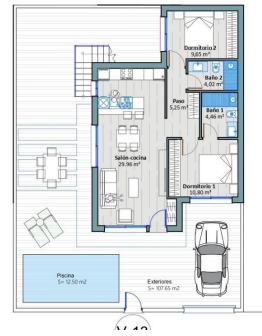 Dormitorio 2
9,65 m²
Baño 2
4,02 m²
Paso
5,25 m²
Baño 1
4,46 m²
Salón-cocina
29.96 m²
Dormitorio 1
10,80 m²
Piscina
S= 12.50 m2
Exteriores
S= 107.65 m2
V-13